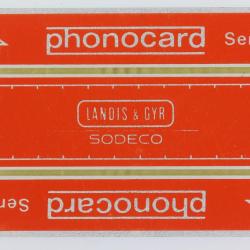 phonocard Ser
LANDIS & GYR
SODECO
phonocard Ser